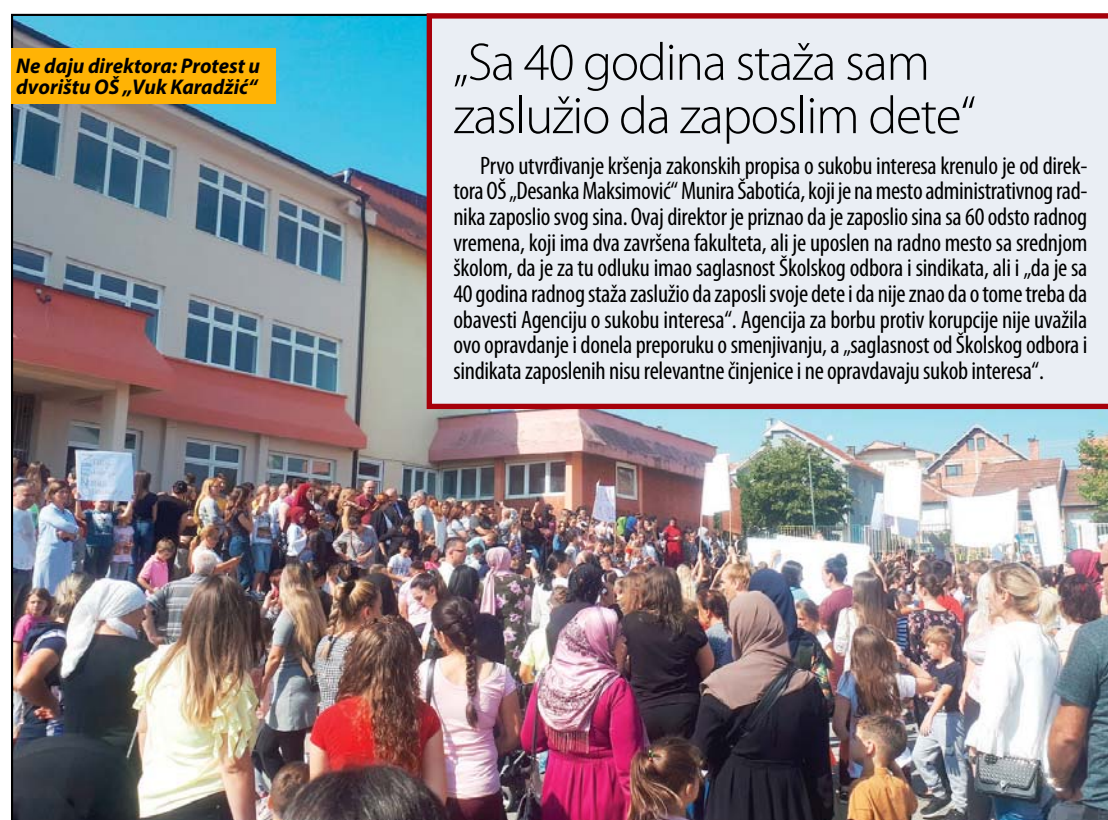 Ne daju direktora: Protest u
dvorištu OŠ „Vuk Karadžić“
„Sa 40 godina staža sam
zaslužio da zaposlim dete“
Prvo utvrđivanje kršenja zakonskih propisa o sukobu interesa krenulo je od direk-
tora OŠ „Desanka Maksimović“ Munira Šabotića, koji je na mesto administrativnog rad-
nika zaposlio svog sina. Ovaj direktor je priznao da je zaposlio sina sa 60 odsto radnog
vremena, koji ima dva završena fakulteta, ali je uposlen na radno mesto sa srednjom
školom, da je za tu odluku imao saglasnost Školskog odbora i sindikata, ali i „da je sa
40 godina radnog staža zaslužio da zaposli svoje dete i da nije znao da o tome treba da
obavesti Agenciju o sukobu interesa“. Agencija za borbu protiv korupcije nije uvažila
ovo opravdanje i donela preporuku o smenjivanju, a „saglasnost od Školskog odbora i
sindikata zaposlenih nisu relevantne činjenice i ne opravdavaju sukob interesa“.